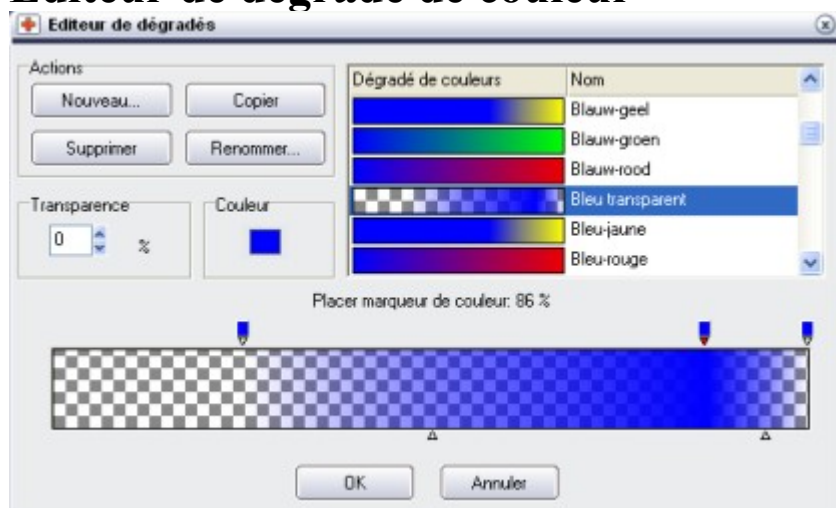 Editeur de dégradé de couleur
Editeur de dégradés
Actions
Nouveau...
Copier
Supprimer
Renommer...
Transparence
0
%
Couleur
Dégradé de couleurs
Nom
Blauw-geel
Blauw-groen
Blauw-rood
Bleu transparent
Bleu-jaune
Bleu-rouge
Placer marqueur de couleur: 86 %
OK
Annuler